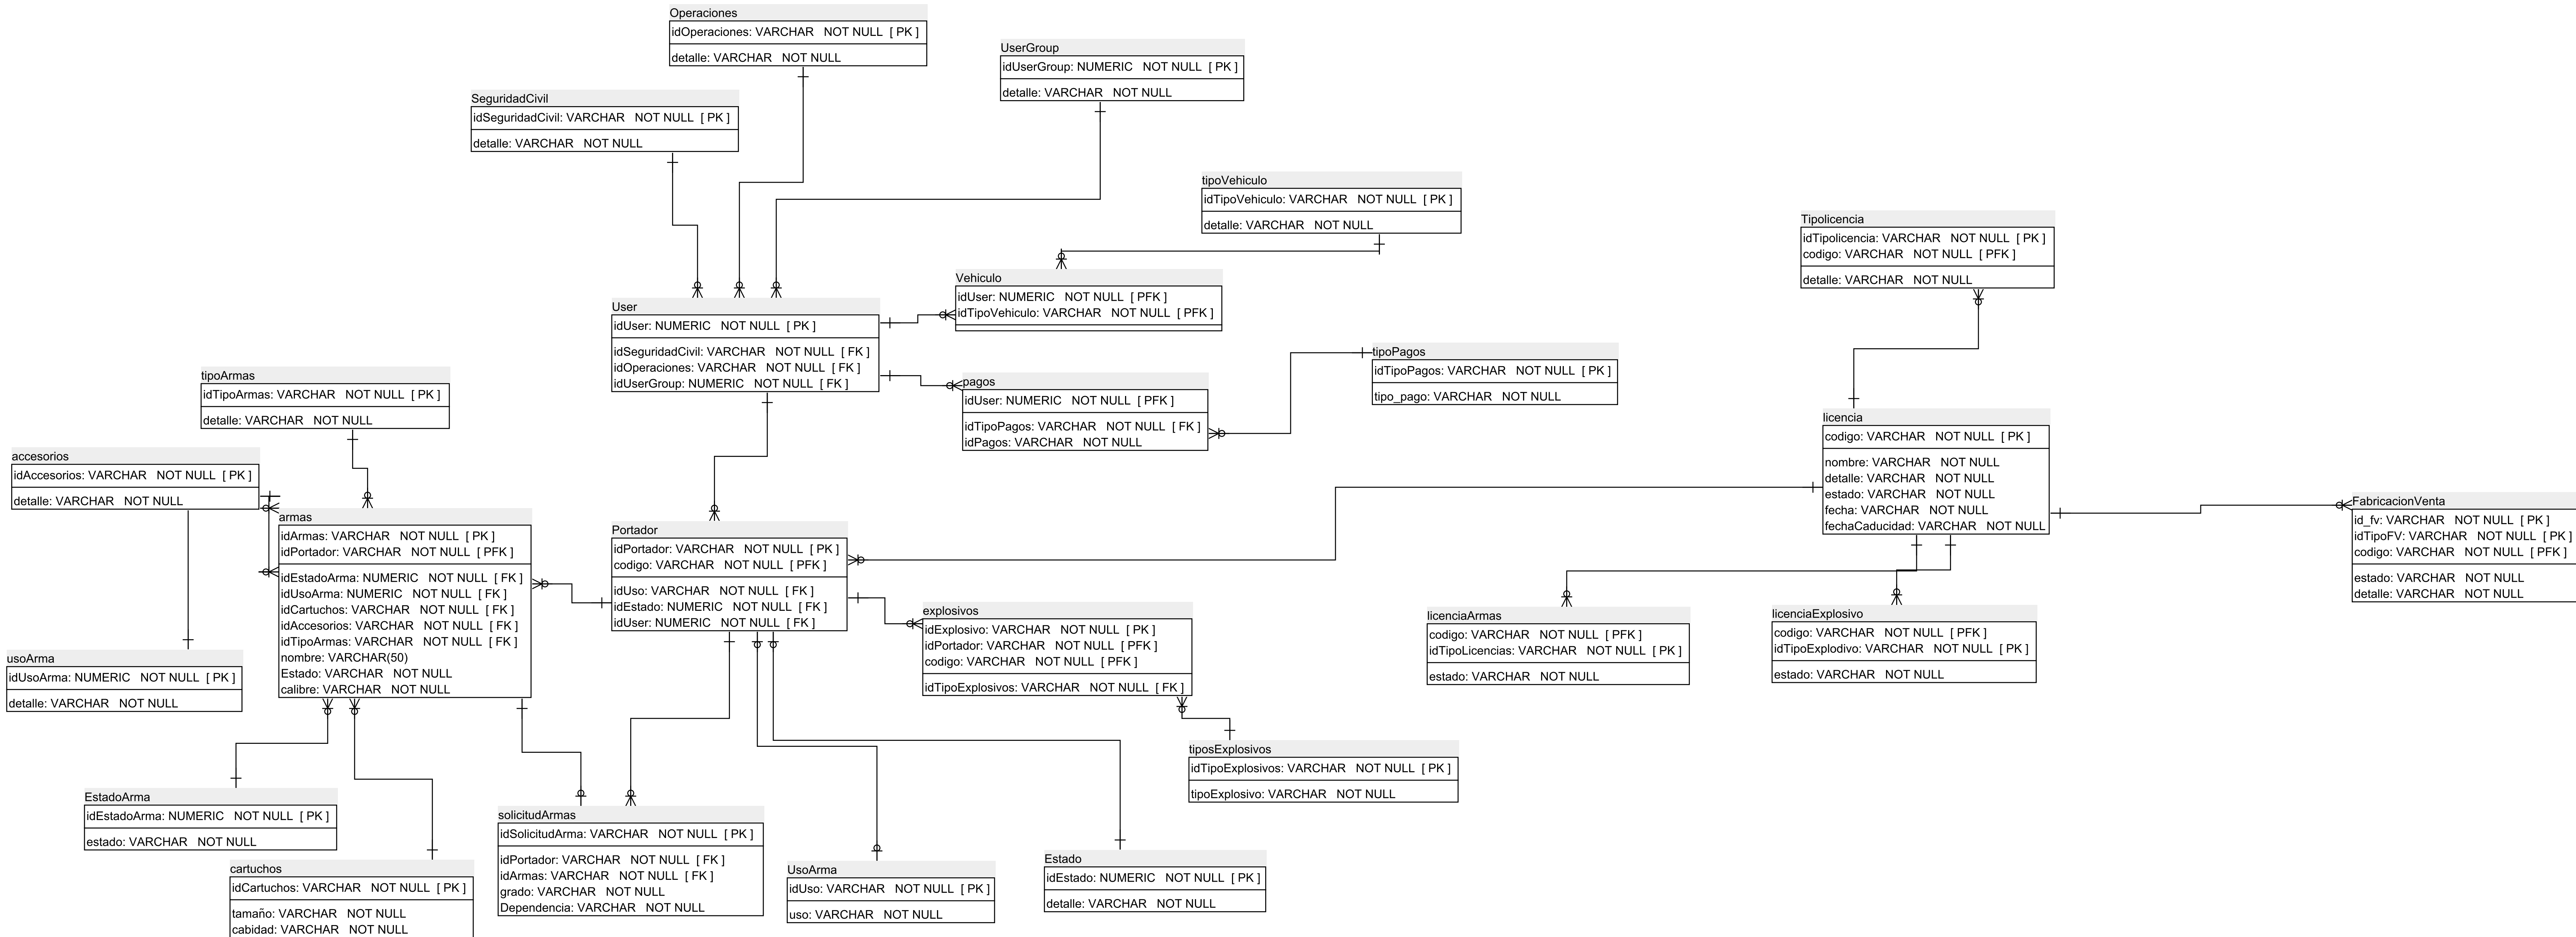 Operaciones
idOperaciones: VARCHAR NOT NULL [ PK ]
detalle: VARCHAR NOT NULL
UserGroup
idUserGroup: NUMERIC NOT NULL [ PK ]
detalle: VARCHAR NOT NULL
SeguridadCivil
idSeguridadCivil: VARCHAR NOT NULL [ PK ]
detalle: VARCHAR NOT NULL
tipoVehiculo
idTipoVehiculo: VARCHAR NOT NULL [ PK ]
detalle: VARCHAR NOT NULL
Tipolicencia
idTipolicencia: VARCHAR NOT NULL [ PK ]
codigo: VARCHAR NOT NULL [ PFK ]
detalle: VARCHAR NOT NULL
Vehiculo
idUser: NUMERIC NOT NULL [ PFK ]
idTipoVehiculo: VARCHAR NOT NULL [ PFK ]
User
idUser: NUMERIC NOT NULL [ PK ]
idSeguridadCivil: VARCHAR NOT NULL [ FK ]
idOperaciones: VARCHAR NOT NULL [ FK ]
idUserGroup: NUMERIC NOT NULL [ FK ]
tipoPagos
idTipoPagos: VARCHAR NOT NULL [ PK ]
tipo_pago: VARCHAR NOT NULL
tipoArmas
idTipoArmas: VARCHAR NOT NULL [ PK ]
detalle: VARCHAR NOT NULL
pagos
idUser: NUMERIC NOT NULL [ PFK ]
idTipoPagos: VARCHAR NOT NULL [ FK ]
idPagos: VARCHAR NOT NULL
licencia
codigo: VARCHAR NOT NULL [ PK ]
nombre: VARCHAR NOT NULL
detalle: VARCHAR NOT NULL
estado: VARCHAR NOT NULL
fecha: VARCHAR NOT NULL
fechaCaducidad: VARCHAR NOT NULL
accesorios
idAccesorios: VARCHAR NOT NULL [ PK ]
detalle: VARCHAR NOT NULL
FabricacionVenta
id_fv: VARCHAR NOT NULL [ PK ]
idTipoFV: VARCHAR NOT NULL [ PK ]
codigo: VARCHAR NOT NULL [ PFK ]
estado: VARCHAR NOT NULL
detalle: VARCHAR NOT NULL
armas
idArmas: VARCHAR NOT NULL [ PK ]
idPortador: VARCHAR NOT NULL [ PFK ]
idEstadoArma: NUMERIC NOT NULL [ FK ]
idUsoArma: NUMERIC NOT NULL [ FK ]
idCartuchos: VARCHAR NOT NULL [ FK ]
idAccesorios: VARCHAR NOT NULL [ FK ]
idTipoArmas: VARCHAR NOT NULL [ FK ]
nombre: VARCHAR(50)
Estado: VARCHAR NOT NULL
calibre: VARCHAR NOT NULL
Portador
idPortador: VARCHAR NOT NULL [ PK ]
codigo: VARCHAR NOT NULL [ PFK ]
idUso: VARCHAR NOT NULL [ FK ]
idEstado: NUMERIC NOT NULL [ FK ]
idUser: NUMERIC NOT NULL [ FK ]
explosivos
idExplosivo: VARCHAR NOT NULL [ PK ]
idPortador: VARCHAR NOT NULL [ PFK ]
codigo: VARCHAR NOT NULL [ PFK ]
idTipoExplosivos: VARCHAR NOT NULL [ FK ]
licenciaArmas
codigo: VARCHAR NOT NULL [ PFK ]
idTipoLicencias: VARCHAR NOT NULL [ PK ]
estado: VARCHAR NOT NULL
licenciaExplosivo
codigo: VARCHAR NOT NULL [ PFK ]
idTipoExplodivo: VARCHAR NOT NULL [ PK ]
estado: VARCHAR NOT NULL
usoArma
idUsoArma: NUMERIC NOT NULL [ PK ]
detalle: VARCHAR NOT NULL
tiposExplosivos
idTipoExplosivos: VARCHAR NOT NULL [ PK ]
tipoExplosivo: VARCHAR NOT NULL
EstadoArma
idEstadoArma: NUMERIC NOT NULL [ PK ]
estado: VARCHAR NOT NULL
solicitudArmas
idSolicitudArma: VARCHAR NOT NULL [ PK ]
idPortador: VARCHAR NOT NULL [ FK ]
idArmas: VARCHAR NOT NULL [ FK ]
grado: VARCHAR NOT NULL
Dependencia: VARCHAR NOT NULL
cartuchos
idCartuchos: VARCHAR NOT NULL [ PK ]
tamaño: VARCHAR NOT NULL
cabidad: VARCHAR NOT NULL
UsoArma
idUso: VARCHAR NOT NULL [ PK ]
uso: VARCHAR NOT NULL
Estado
idEstado: NUMERIC NOT NULL [ PK ]
detalle: VARCHAR NOT NULL